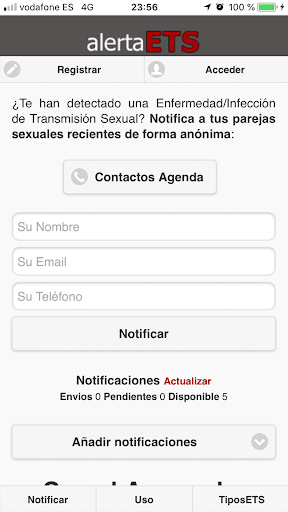 vodafone ES 4G 23:56
alertaETS
Registrar Acceder
¿Te han detectado una Enfermedad/Infección
de Transmisión Sexual? Notifica a tus parejas
sexuales recientes de forma anónima:
Contactos Agenda
Su Nombre
Su Email
Su Teléfono
Notificar
Notificaciones Actualizar
Envios 0 Pendientes 0 Disponible 5
Añadir notificaciones
Notificar Uso TiposETS